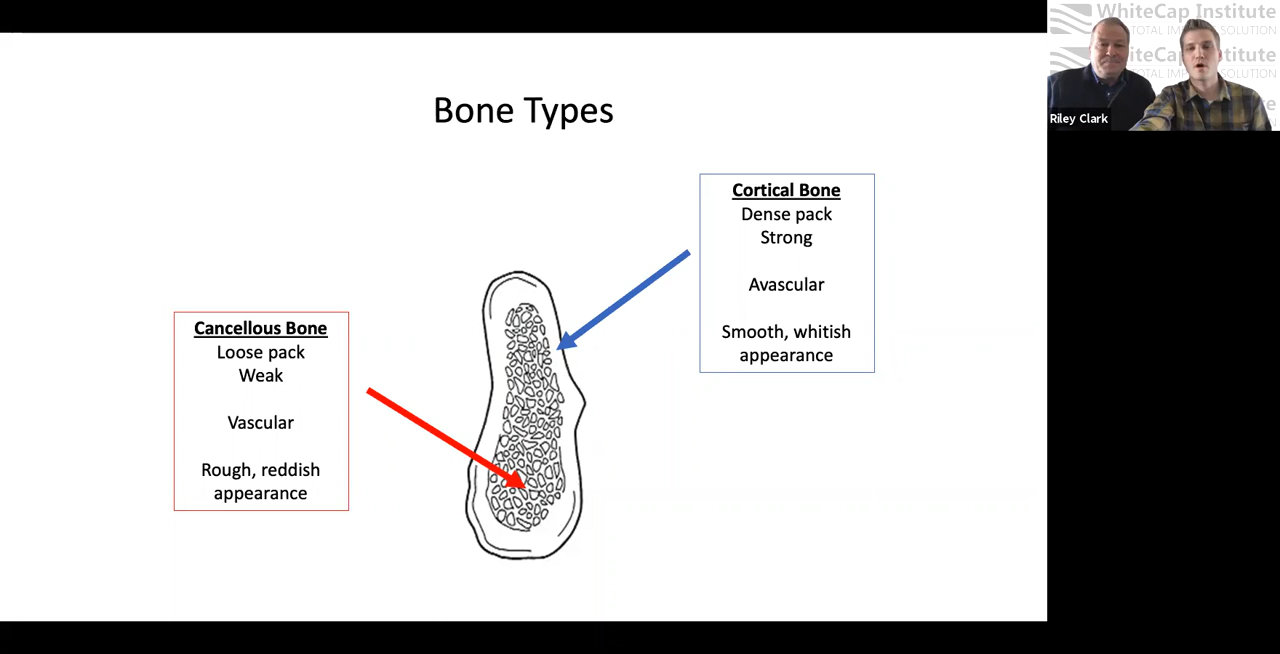 Bone Types
Cortical Bone
Dense pack
Strong
Avascular
Smooth, whitish
appearance
Cancellous Bone
Loose pack
Weak
Vascular
Rough, reddish
appearance
WhiteCap Institute
Riley Clark